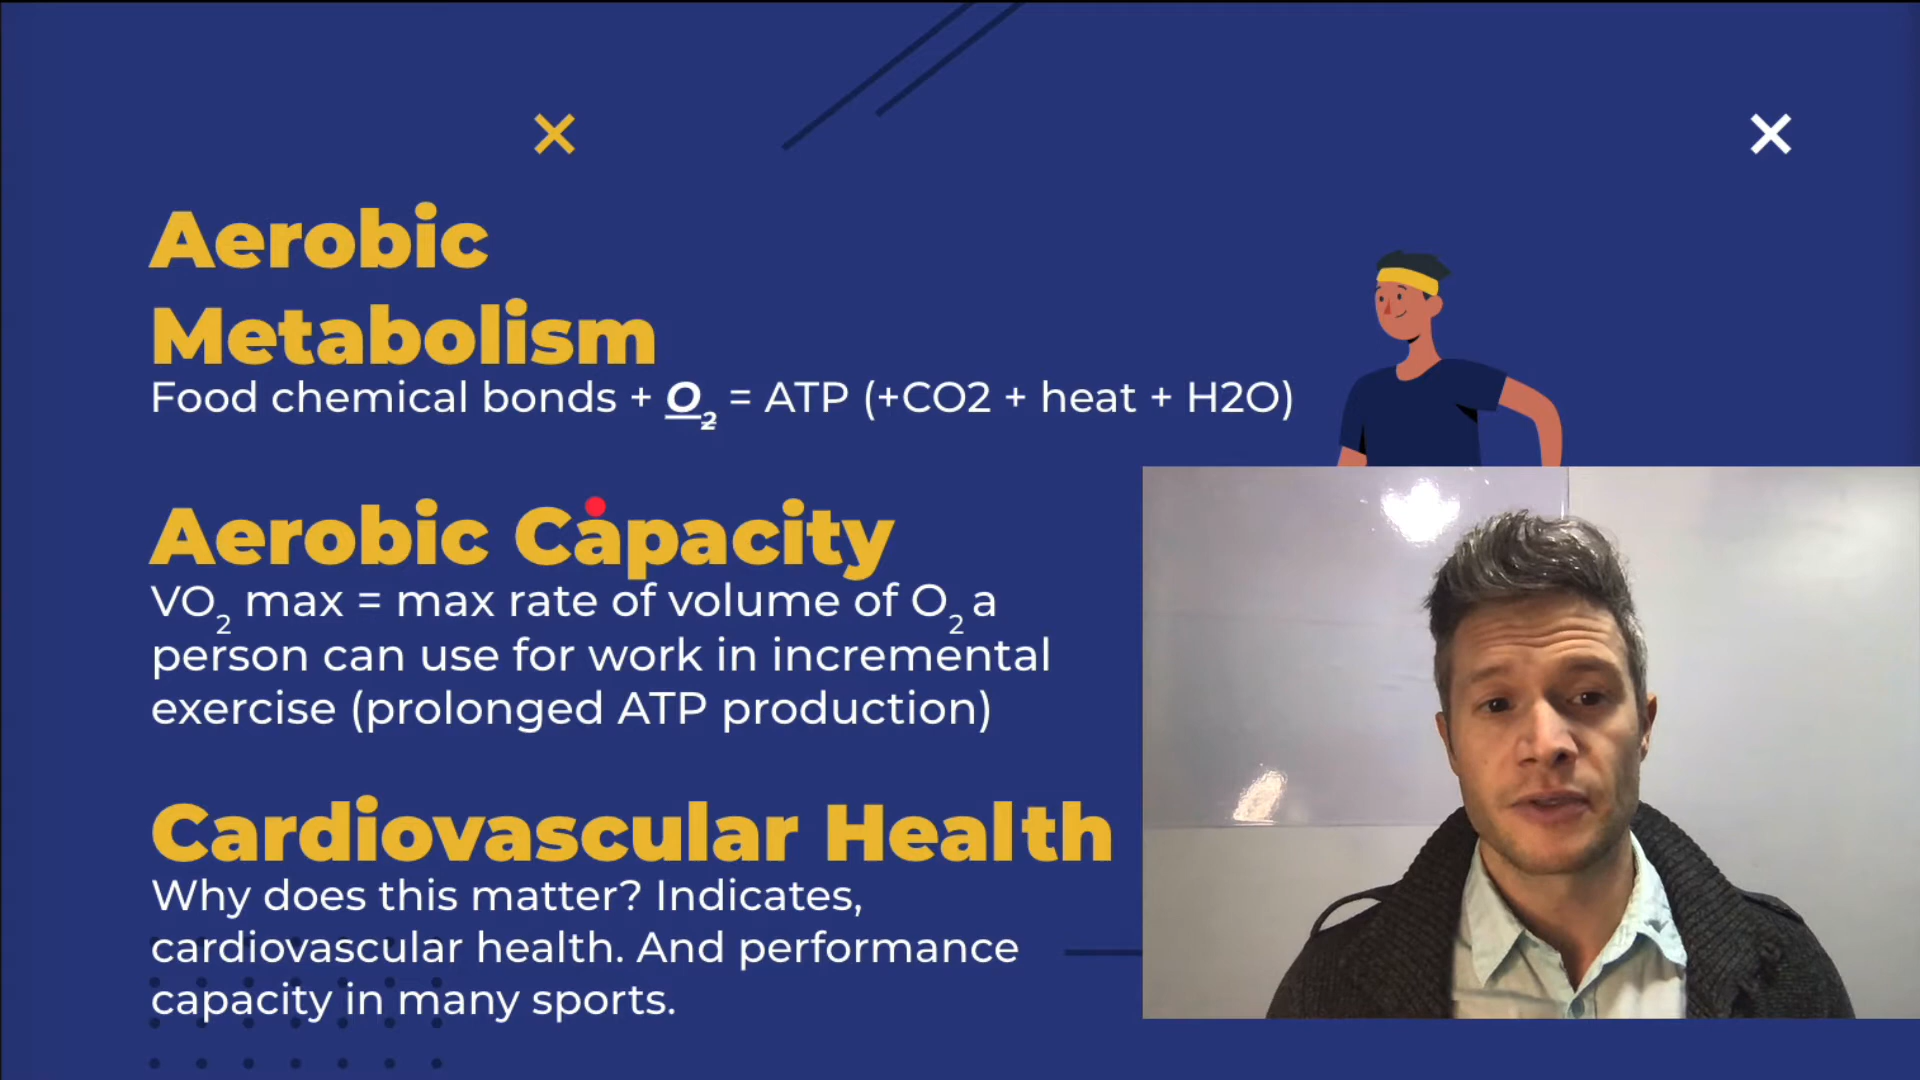 Aerobic
Metabolism
Food chemical bonds + O₂ = ATP (+CO2 + heat + H2O)
Aerobic Capacity
VO₂ max = max rate of volume of O₂ a
person can use for work in incremental
exercise (prolonged ATP production)
Cardiovascular Health
Why does this matter? Indicates,
cardiovascular health. And performance
capacity in many sports.